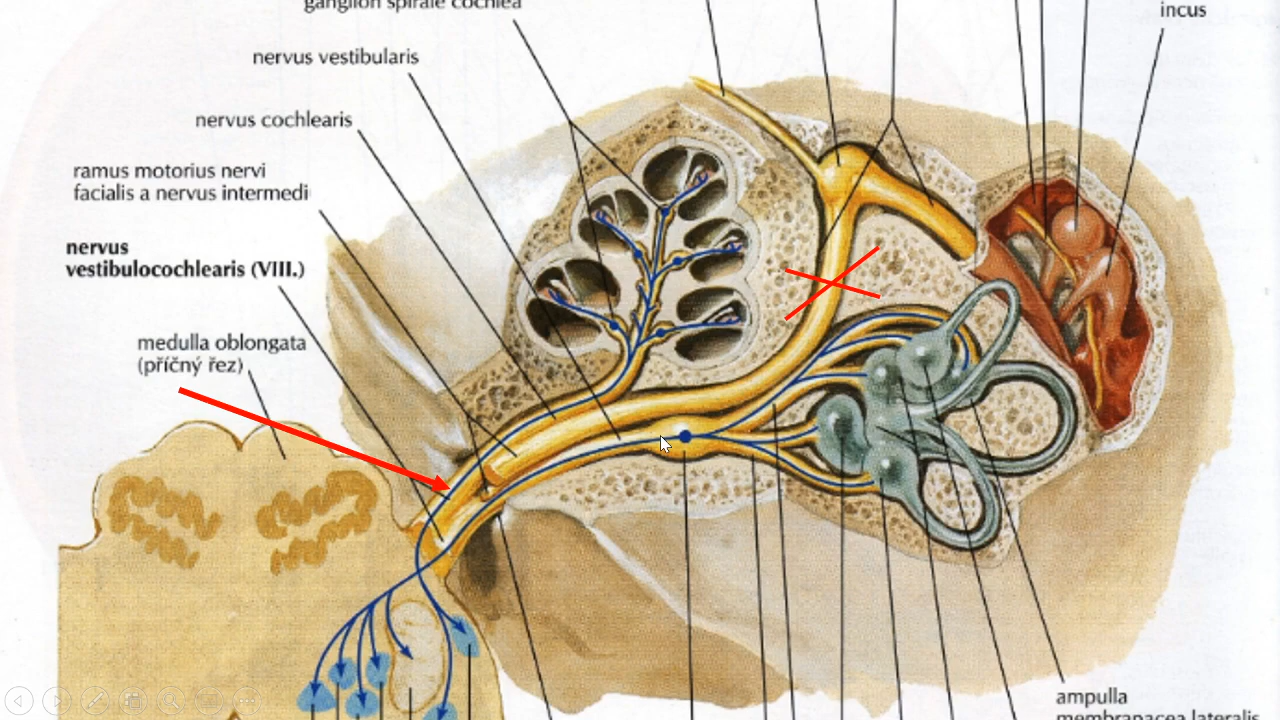 ganglion spirale cochlea
incus
nervus vestibularis
nervus cochlearis
ramus motorius nervi
facialis a nervus intermedi
nervus
vestibulocochlearis (VIII.)
medulla oblongata
(příčný řez)
ampulla
membranacea lateralis